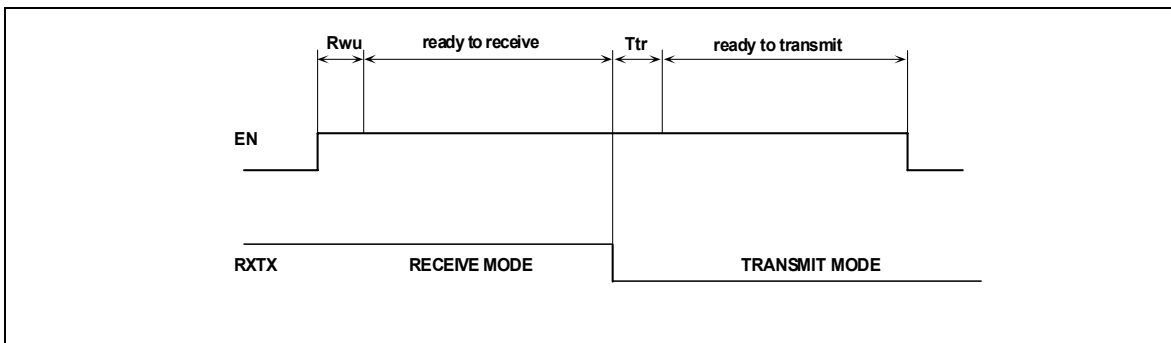 Rwu ready to receive Ttr ready to transmit
EN
RXTX RECEIVE MODE TRANSMIT MODE